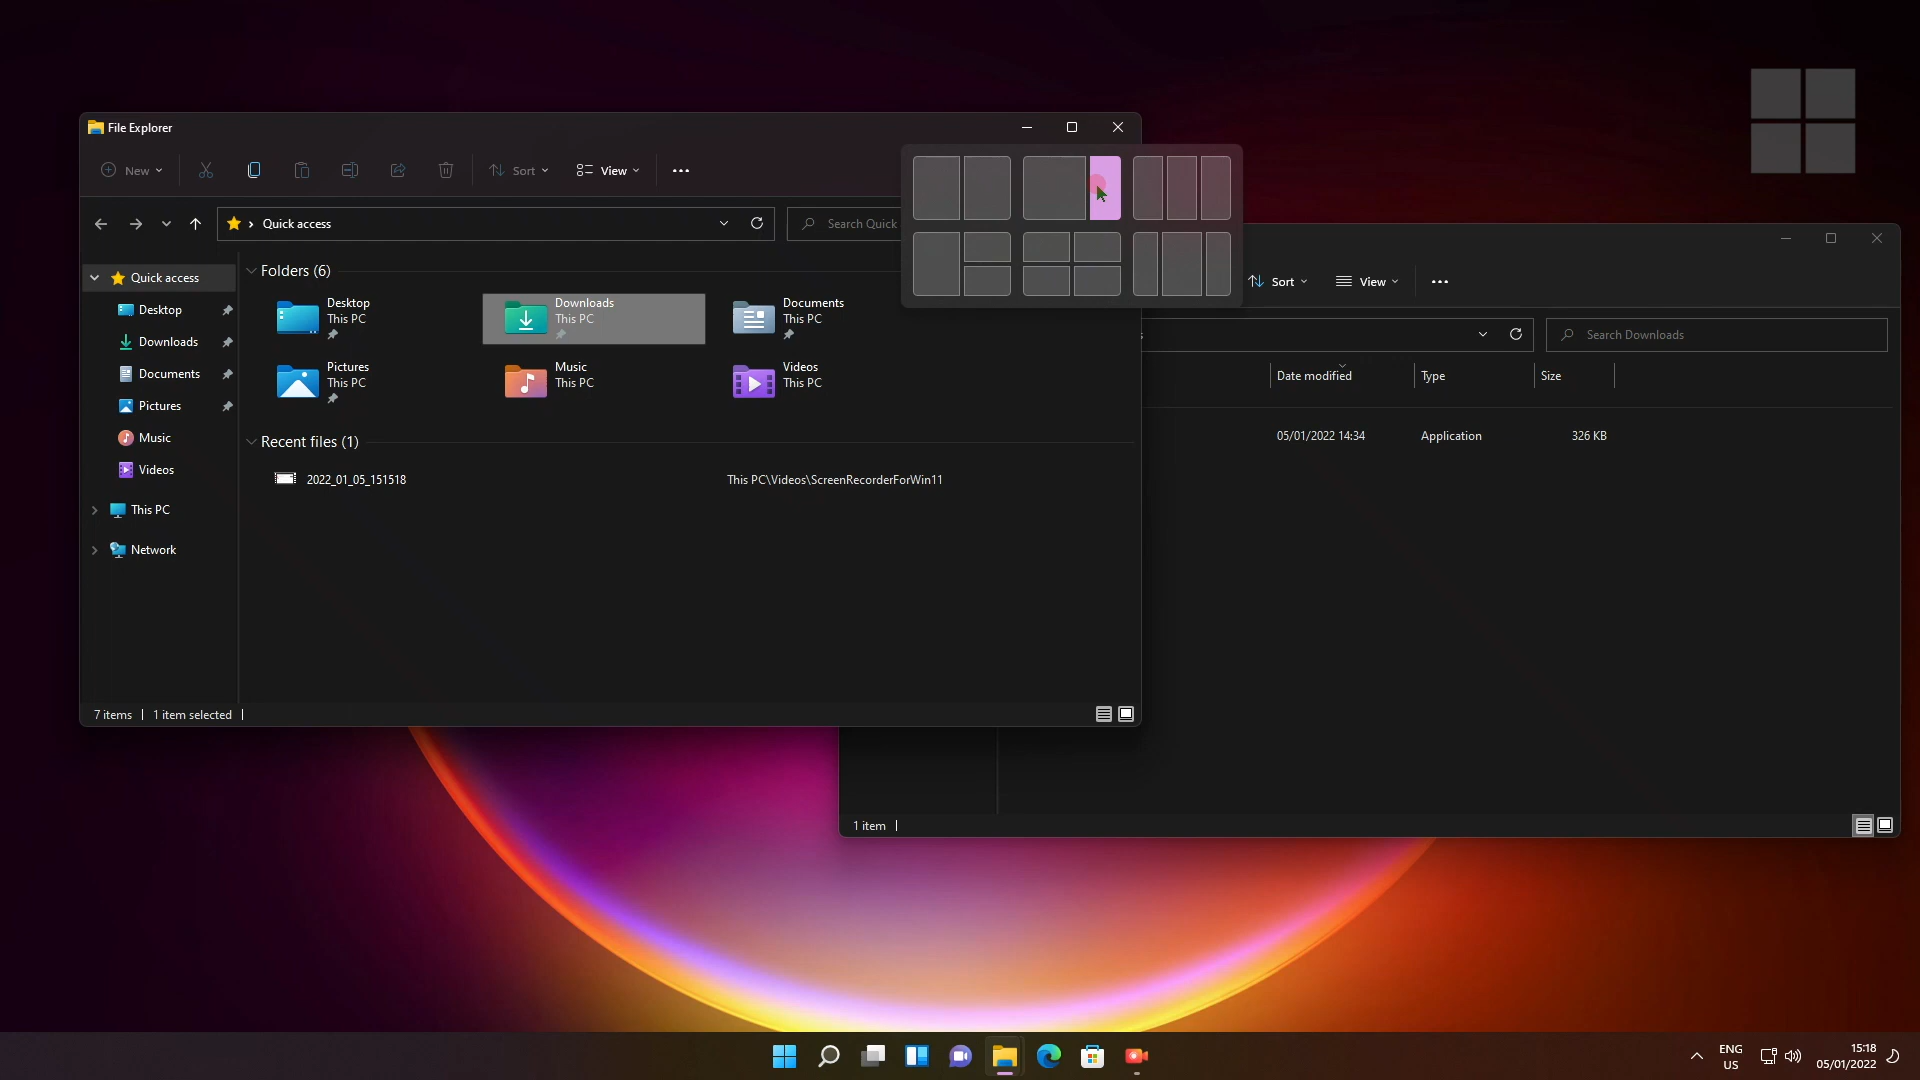 File Explorer
New
Sort
View
Quick access
Search Quick
Quick access
Desktop
Downloads
Documents
Pictures
Music
Videos
This PC
Network
Folders (6)
Desktop
This PC
Downloads
This PC
Documents
This PC
Pictures
This PC
Music
This PC
Videos
This PC
Recent files (1)
2022_01_05_151518
This PC\Videos\ScreenRecorderForWin11
7 items
1 item selected
Sort
View
Search Downloads
Date modified
Type
Size
05/01/2022 14:34
Application
326 KB
1 item
ENG
US
15:18
05/01/2022